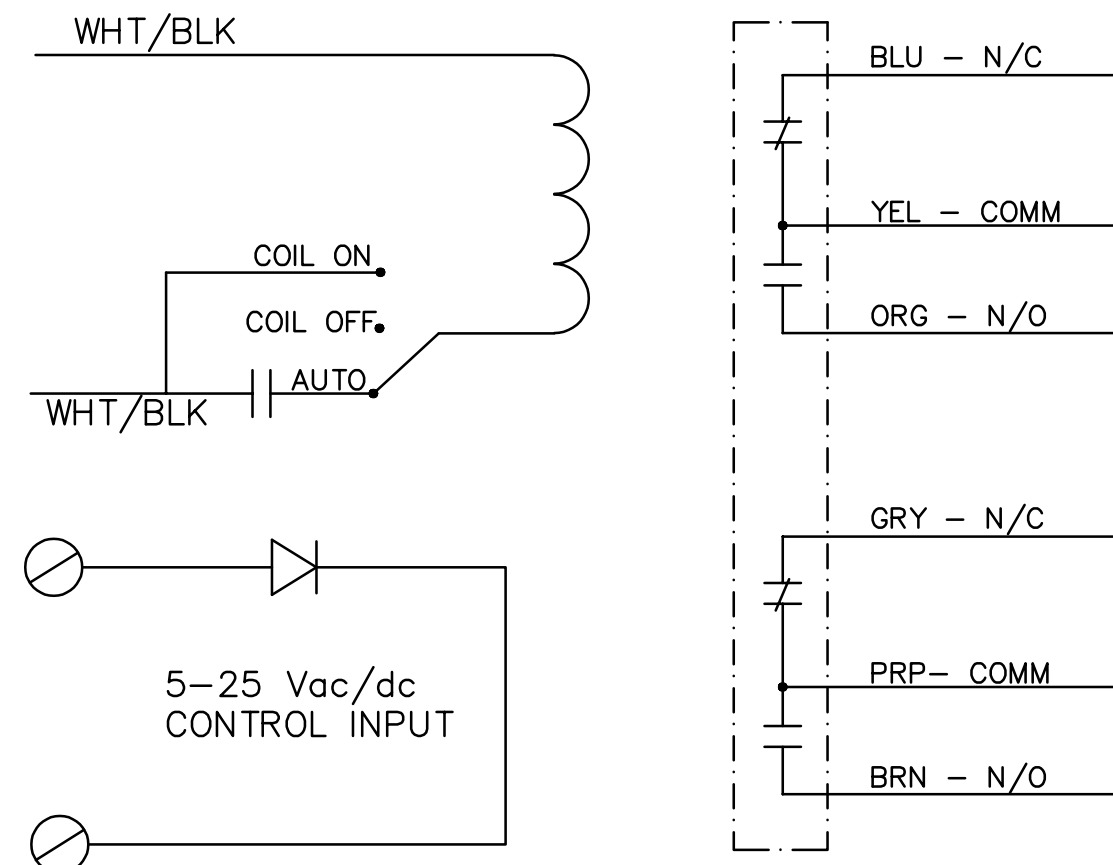 WHT/BLK
COIL ON
COIL OFF
AUTO
WHT/BLK
5-25 Vac/dc
CONTROL INPUT
BLU - N/C
YEL - COMM
ORG - N/O
GRY - N/C
PRP- COMM
BRN - N/O